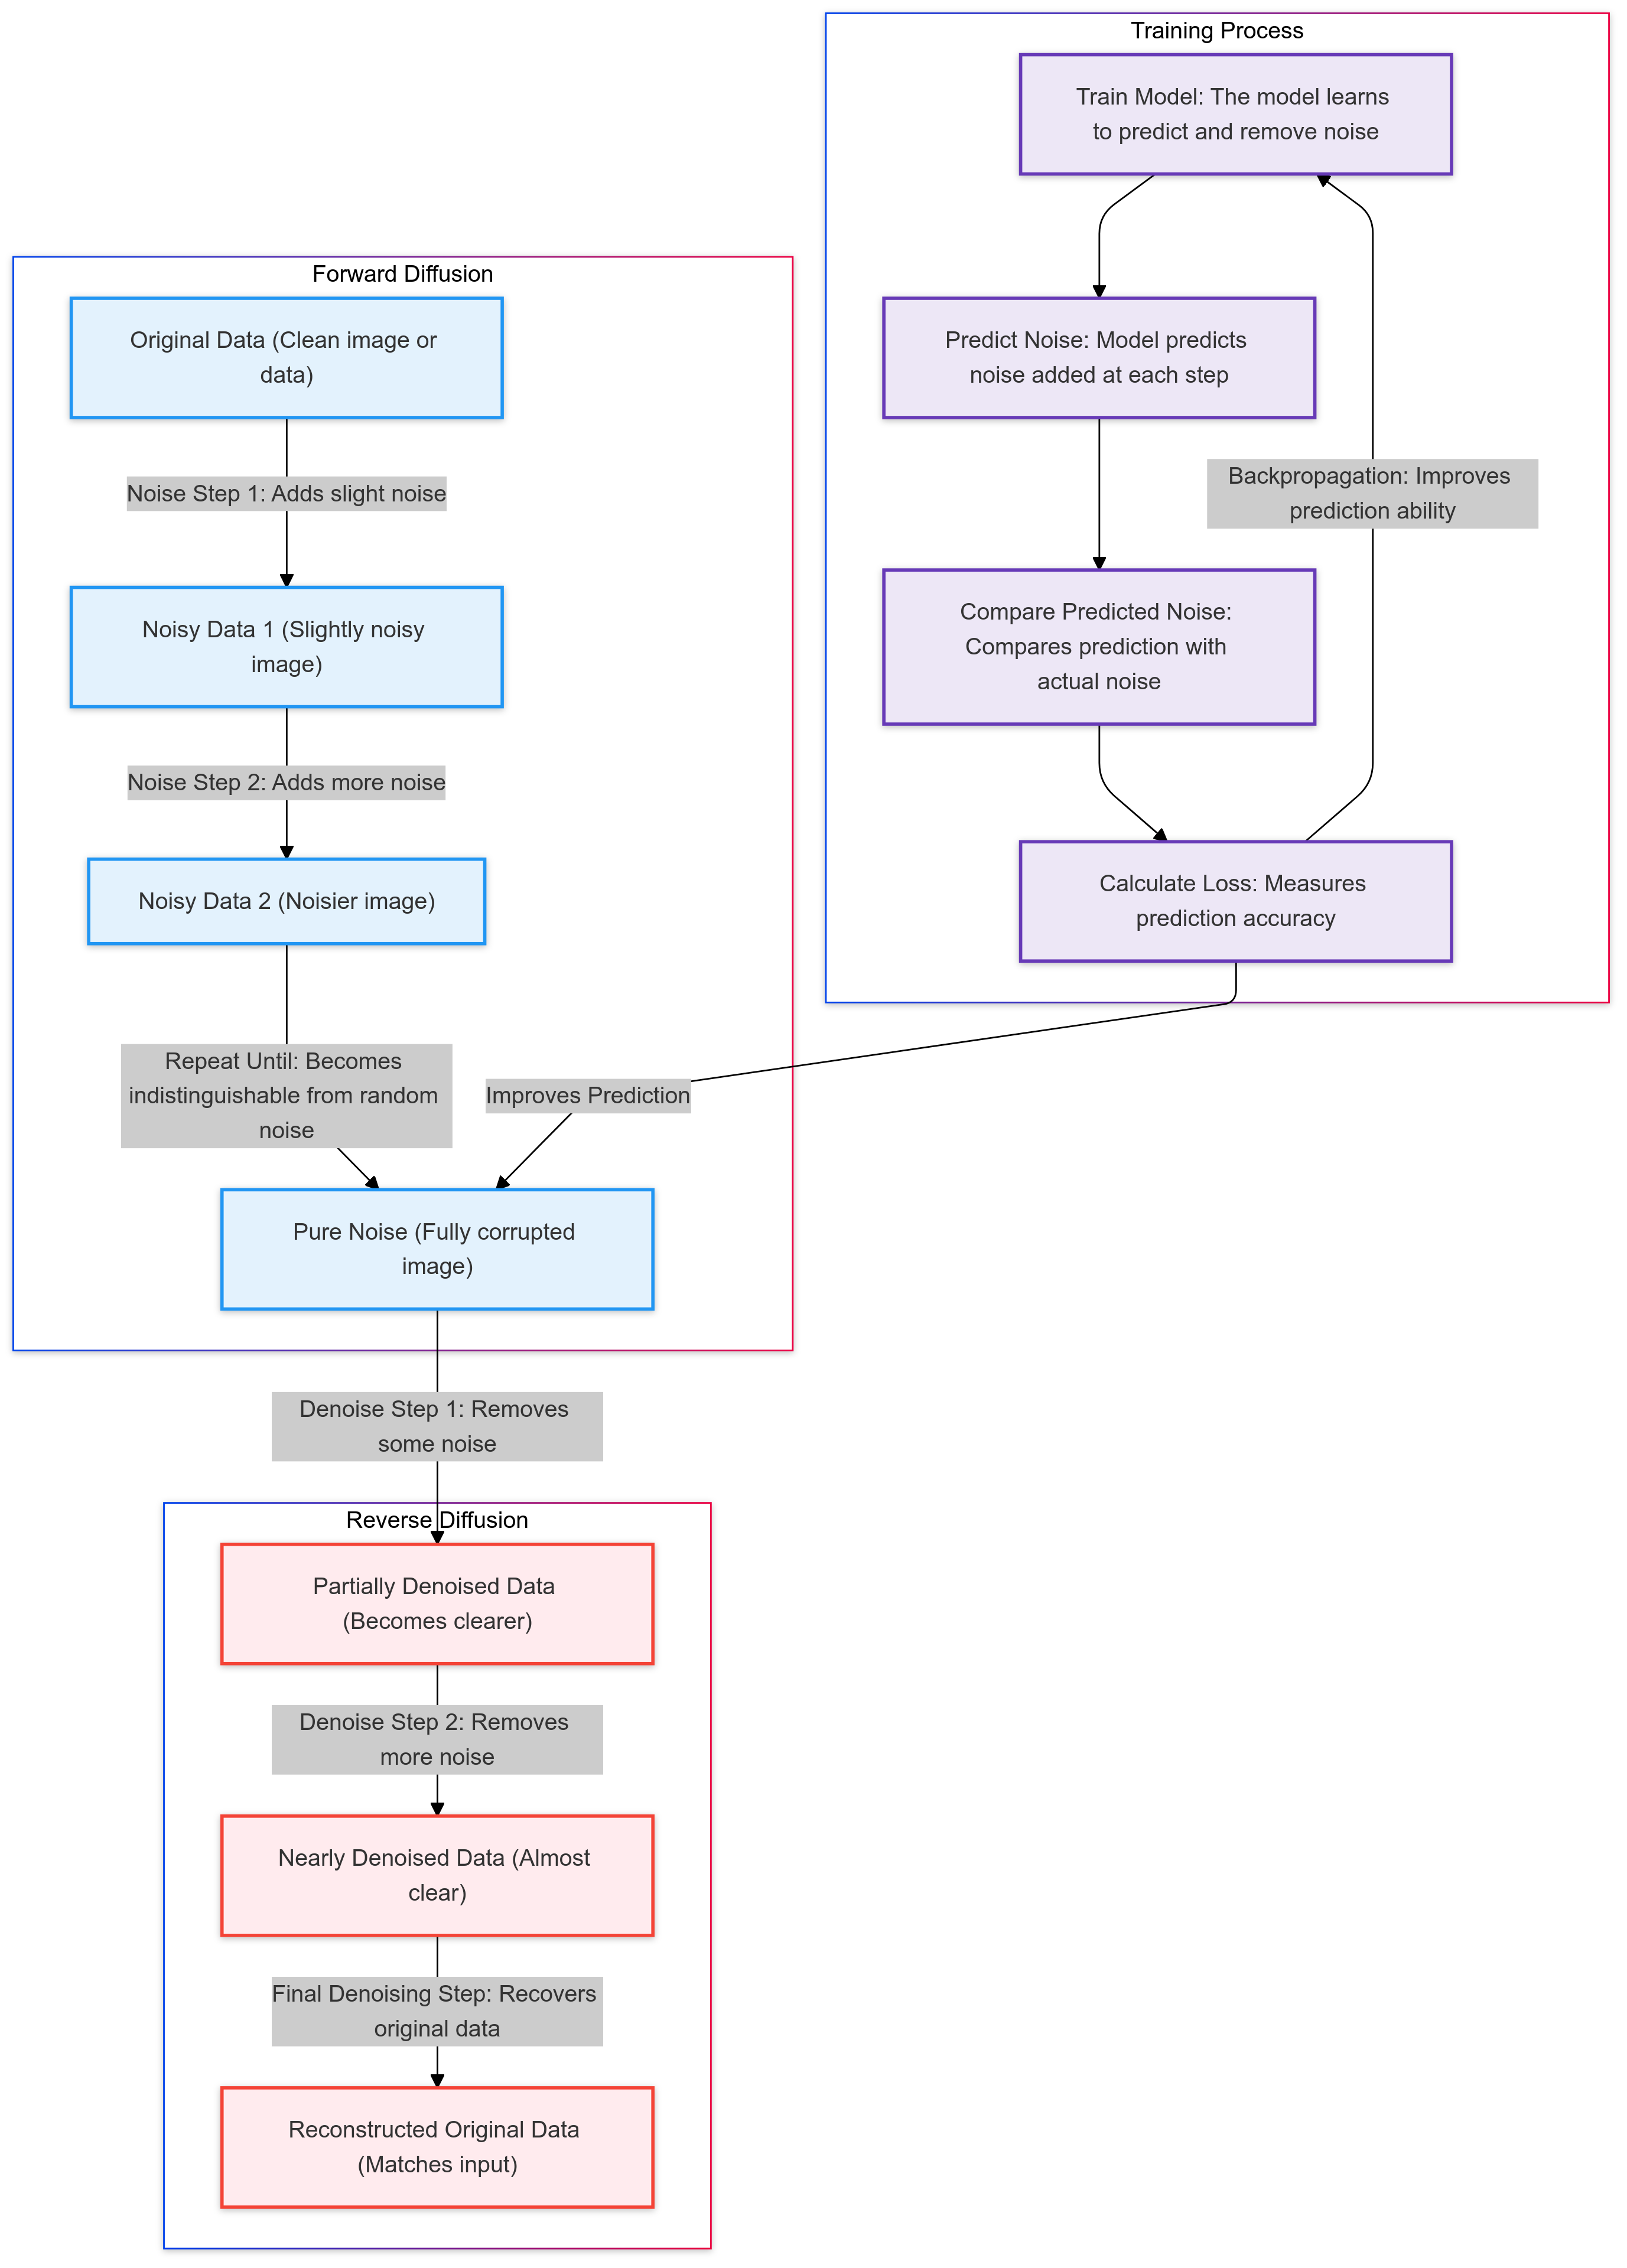 Training Process
Train Model: The model learns
to predict and remove noise
Predict Noise: Model predicts
noise added at each step
Backpropagation: Improves
prediction ability
Compare Predicted Noise:
Compares prediction with
actual noise
Calculate Loss: Measures
prediction accuracy
Forward Diffusion
Original Data (Clean image or
data)
Noise Step 1: Adds slight noise
Noisy Data 1 (Slightly noisy
image)
Noise Step 2: Adds more noise
Noisy Data 2 (Noisier image)
Repeat Until: Becomes
indistinguishable from random
noise
Improves Prediction
Pure Noise (Fully corrupted
image)
Denoise Step 1: Removes
some noise
Reverse Diffusion
Partially Denoised Data
(Becomes clearer)
Denoise Step 2: Removes
more noise
Nearly Denoised Data (Almost
clear)
Final Denoising Step: Recovers
original data
Reconstructed Original Data
(Matches input)